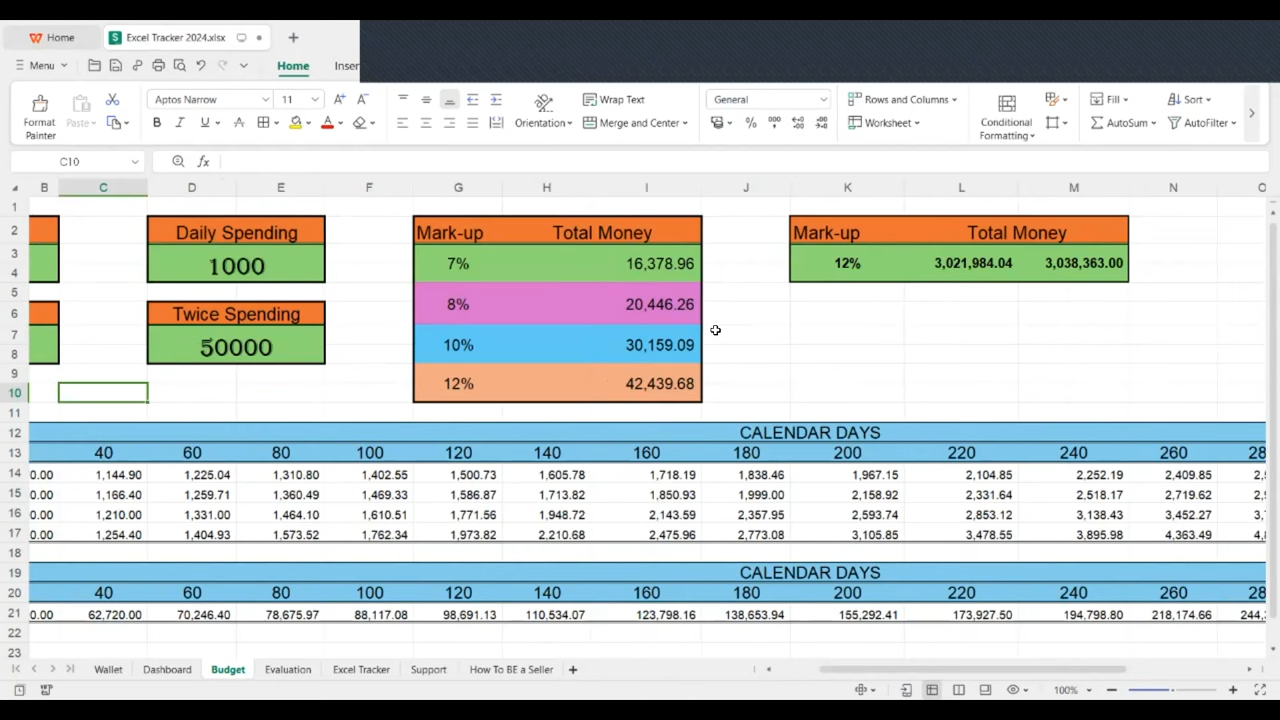 Home Excel Tracker 2024.xlsx
Menu Home Inser
Format Painter Paste Aptos Narrow 11 Orientation Wrap Text Merge and Center General Conditional Formatting Rows and Columns Worksheet Fill AutoSum Sort AutoFilter
C10 fx
B C D E F G H I J K L M N
1
2 Daily Spending Mark-up Total Money Mark-up Total Money
3 1000 7% 16,378.96 12% 3,021,984.04 3,038,363.00
4
5 8% 20,446.26
6 Twice Spending
7 50000 10% 30,159.09
8
9 12% 42,439.68
10
11
12 CALENDAR DAYS
13 40 60 80 100 120 140 160 180 200 220 240 260 28
14 0.00 1,144.90 1,225.04 1,310.80 1,402.55 1,500.73 1,605.78 1,718.19 1,838.46 1,967.15 2,104.85 2,252.19 2,409.85 2,5
15 0.00 1,166.40 1,259.71 1,360.49 1,469.33 1,586.87 1,713.82 1,850.93 1,999.00 2,158.92 2,331.64 2,518.17 2,719.62
16 0.00 1,210.00 1,331.00 1,464.10 1,610.51 1,771.56 1,948.72 2,143.59 2,357.95 2,593.74 2,853.12 3,138.43 3,452.27
17 0.00 1,254.40 1,404.93 1,573.52 1,762.34 1,973.82 2,210.68 2,475.96 2,773.08 3,105.85 3,478.55 3,895.98 4,363.49
18
19 CALENDAR DAYS
20 40 60 80 100 120 140 160 180 200 220 240 260 28
21 0.00 62,720.00 70,246.40 78,675.97 88,117.08 98,691.13 110,534.07 123,798.16 138,653.94 155,292.41 173,927.50 194,798.80 218,174.66 244,
22
23
Wallet Dashboard Budget Evaluation Excel Tracker Support How To BE a Seller
100%